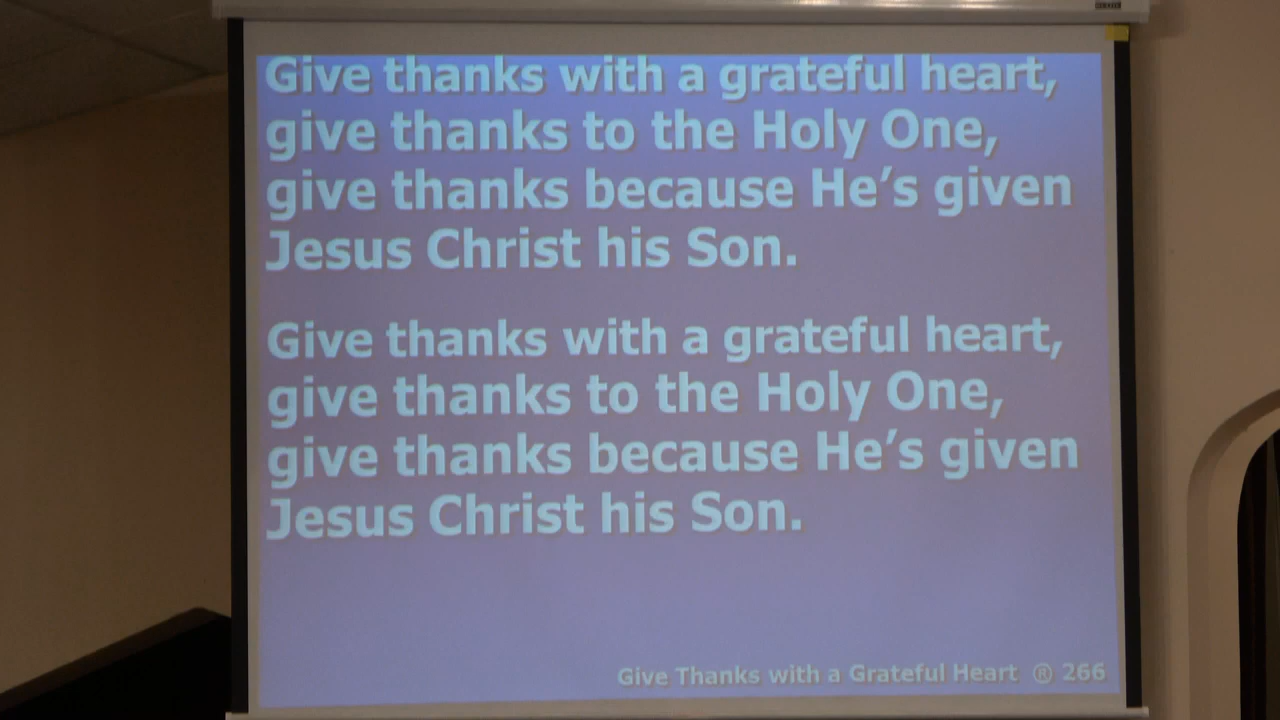 Give thanks with a grateful heart,
give thanks to the Holy One,
give thanks because He’s given
Jesus Christ his Son.
Give thanks with a grateful heart,
give thanks to the Holy One,
give thanks because He’s given
Jesus Christ his Son.
Give Thanks with a Grateful Heart ® 266